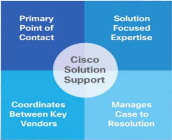 Primary
Point of
Contact
Solution
Focused
Expertise
Cisco
Solution
Support
Coordinates
Between Key
Vendors
Manages
Case to
Resolution